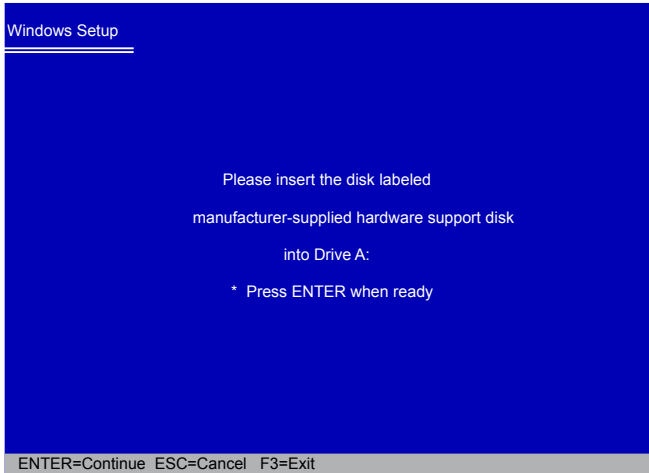 Windows Setup
Please insert the disk labeled
manufacturer-supplied hardware support disk
into Drive A:
* Press ENTER when ready
ENTER=Continue ESC=Cancel F3=Exit